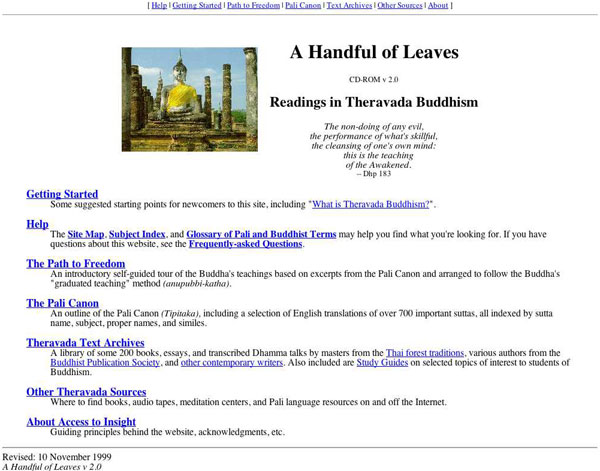 [ Help | Getting Started | Path to Freedom | Pali Canon | Text Archives | Other Sources | About ]
A Handful of Leaves
CD-ROM v 2.0
Readings in Theravada Buddhism
The non-doing of any evil,
the performance of what's skillful,
the cleansing of one's own mind:
this is the teaching
of the Awakened.
-- Dhp 183
Getting Started
Some suggested starting points for newcomers to this site, including "What is Theravada Buddhism?".
Help
The Site Map, Subject Index, and Glossary of Pali and Buddhist Terms may help you find what you're looking for. If you have
questions about this website, see the Frequently-asked Questions.
The Path to Freedom
An introductory self-guided tour of the Buddha's teachings based on excerpts from the Pali Canon and arranged to follow the Buddha's
"graduated teaching" method (anupubbi-katha).
The Pali Canon
An outline of the Pali Canon (Tipitaka), including a selection of English translations of over 700 important suttas, all indexed by sutta
name, subject, proper names, and similes.
Theravada Text Archives
A library of some 200 books, essays, and transcribed Dhamma talks by masters from the Thai forest traditions, various authors from the
Buddhist Publication Society, and other contemporary writers. Also included are Study Guides on selected topics of interest to students of
Buddhism.
Other Theravada Sources
Where to find books, audio tapes, meditation centers, and Pali language resources on and off the Internet.
About Access to Insight
Guiding principles behind the website, acknowledgments, etc.
Revised: 10 November 1999
A Handful of Leaves v 2.0